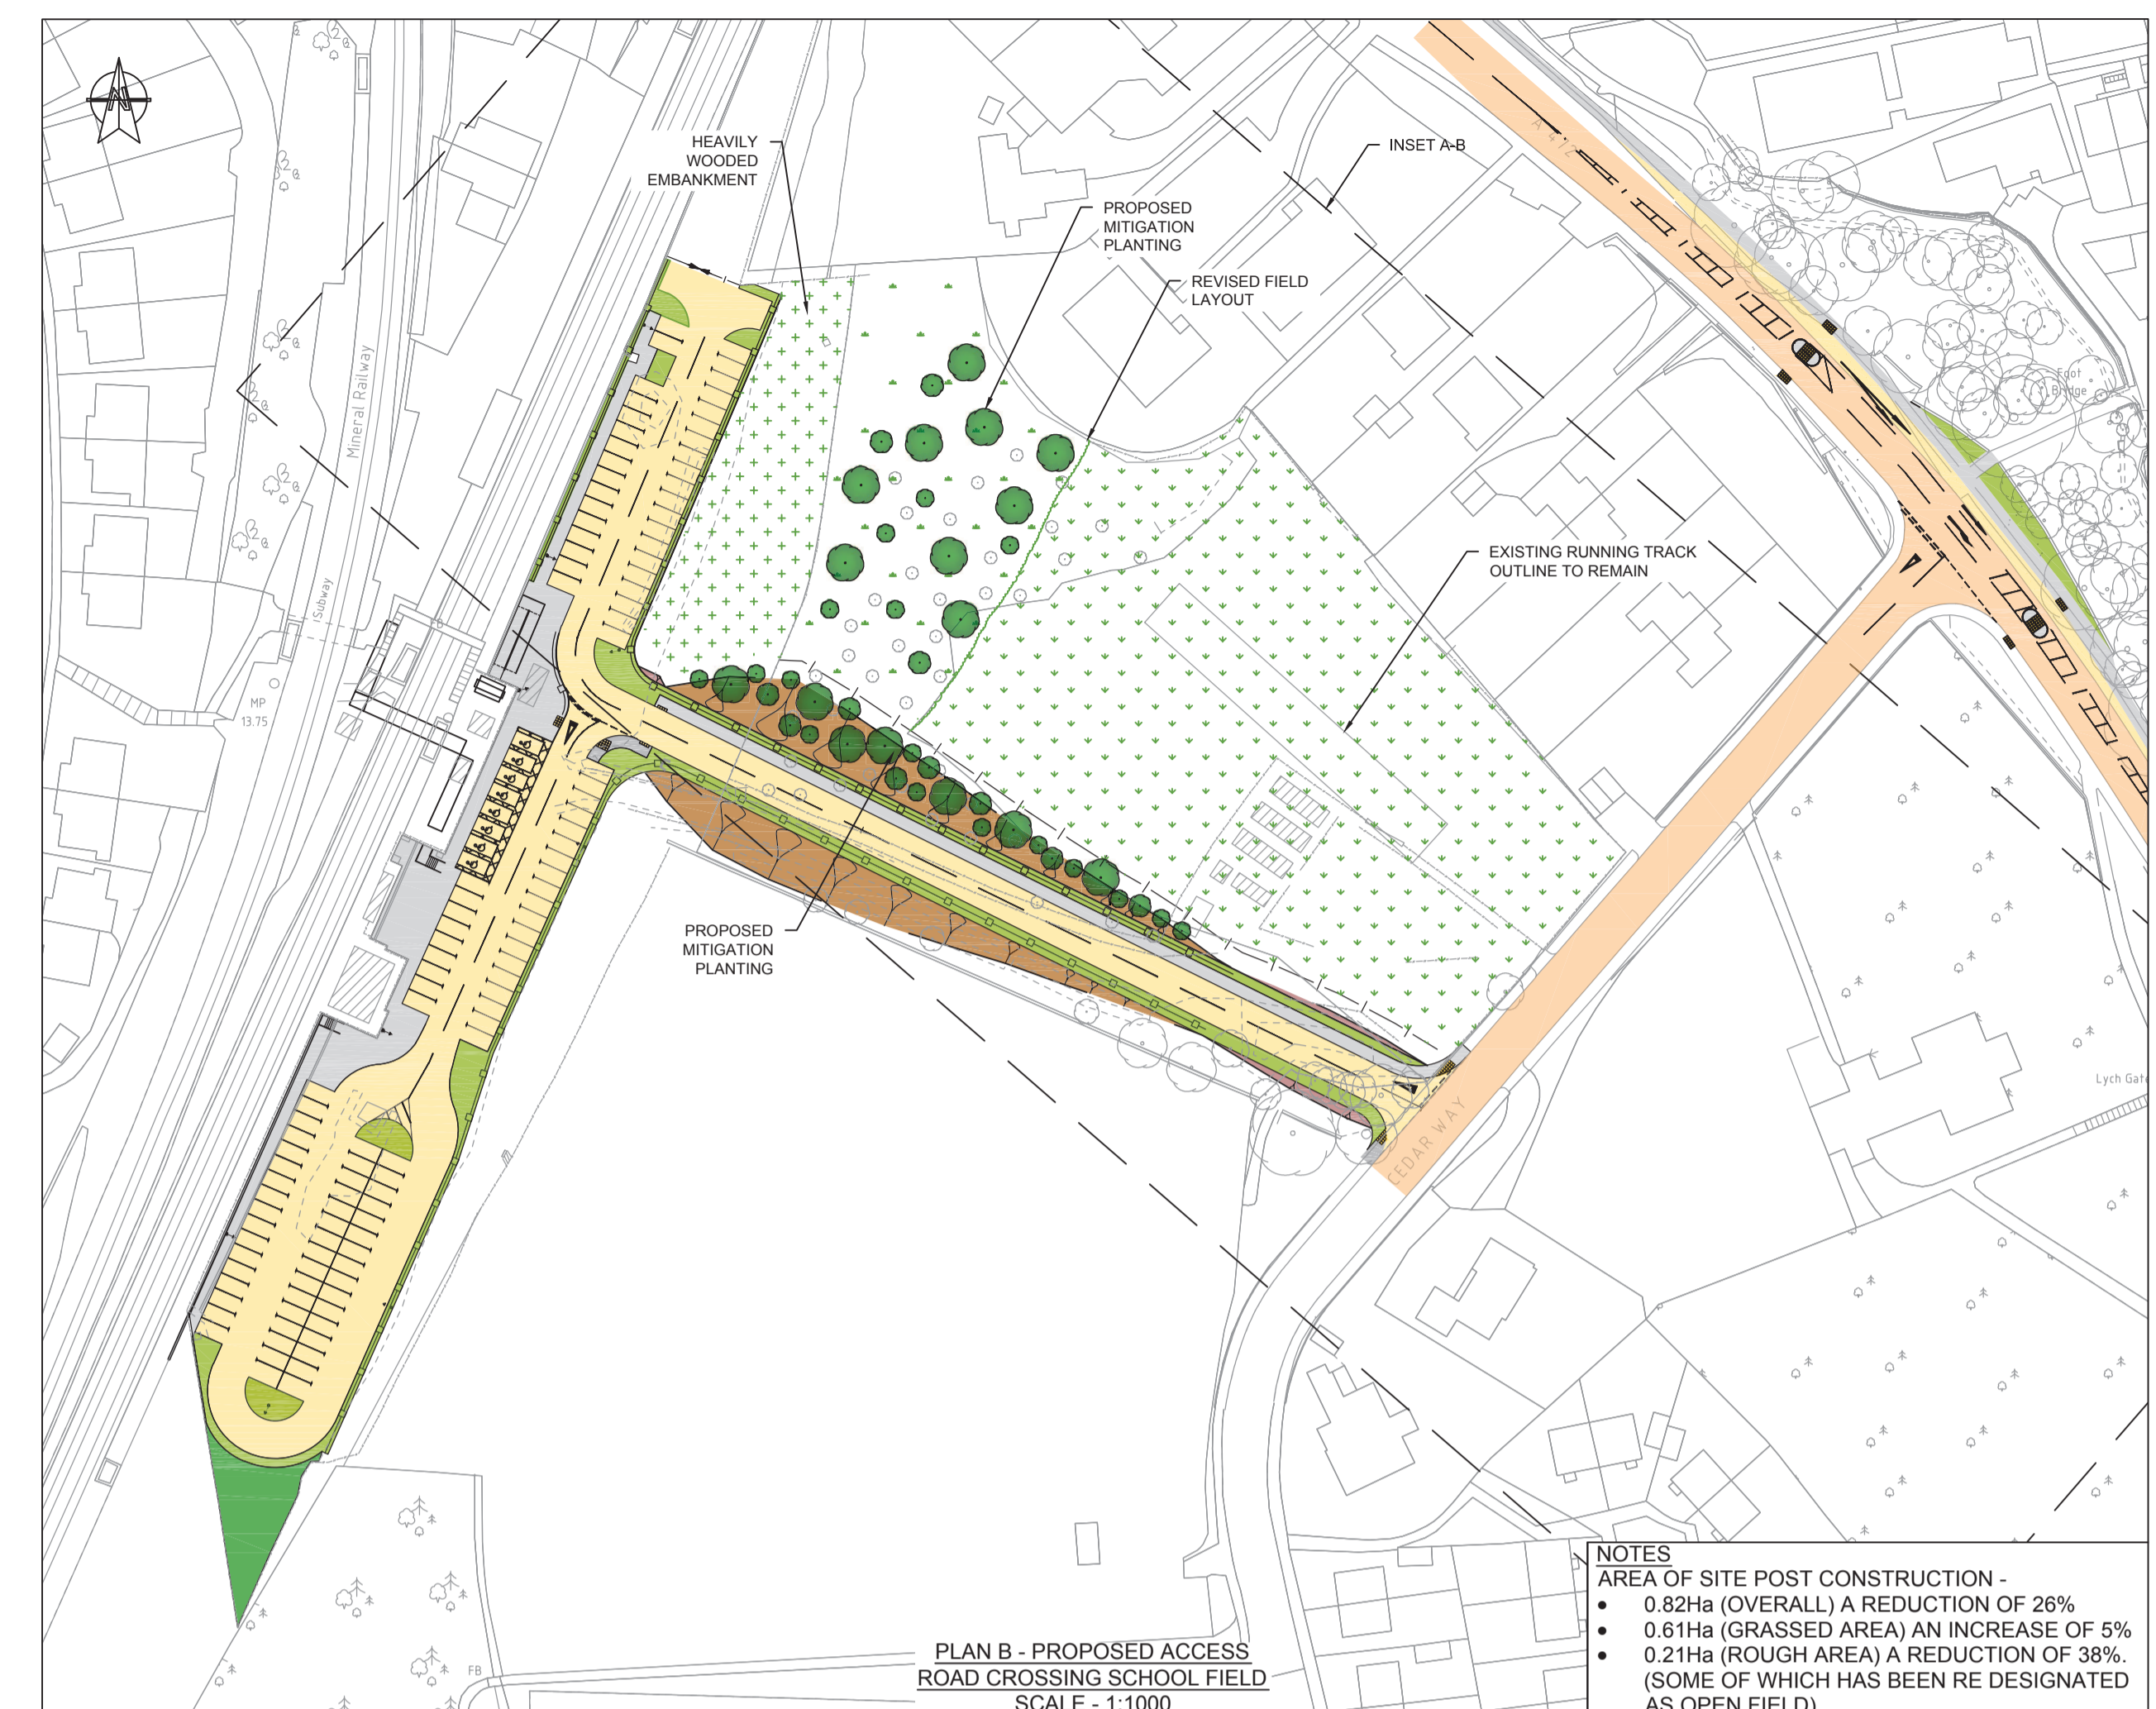 N
HEAVILY
WOODED
EMBANKMENT
PROPOSED
MITIGATION
PLANTING
REVISED FIELD
LAYOUT
INSET A-B
A 412
Foot
Bridge
Mineral Railway
Subway
FB
MP
13.75
EXISTING RUNNING TRACK
OUTLINE TO REMAIN
PROPOSED
MITIGATION
PLANTING
CEDAR WAY
Lych Gate
FB
PLAN B - PROPOSED ACCESS
ROAD CROSSING SCHOOL FIELD
SCALE - 1:1000
NOTES
AREA OF SITE POST CONSTRUCTION -
• 0.82Ha (OVERALL) A REDUCTION OF 26%
• 0.61Ha (GRASSED AREA) AN INCREASE OF 5%
• 0.21Ha (ROUGH AREA) A REDUCTION OF 38%.
(SOME OF WHICH HAS BEEN RE DESIGNATED
AS OPEN FIELD)